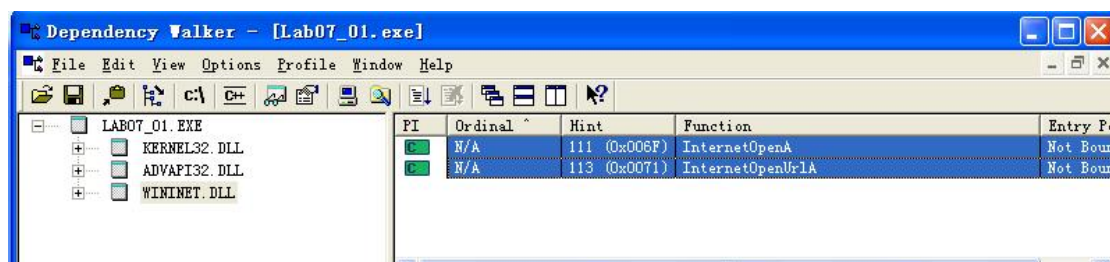 Dependency Walker - [Lab07_01.exe]
File Edit View Options Profile Window Help
c:\ C++
LAB07_01.EXE
KERNEL32.DLL
ADVAPI32.DLL
WININET.DLL
PI Ordinal ^ Hint Function Entry Po
C N/A 111 (0x006F) InternetOpenA Not Boun
C N/A 113 (0x0071) InternetOpenUrlA Not Boun